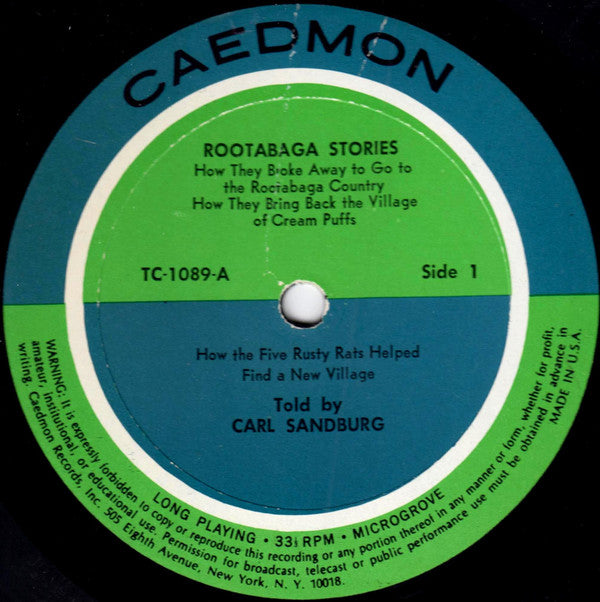 CAEDMON
ROOTABAGA STORIES
How They Broke Away to Go to
the Rootabaga Country
How They Bring Back the Village
of Cream Puffs
TC-1089-A
Side 1
How the Five Rusty Rats Helped
Find a New Village
Told by
CARL SANDBURG
LONG PLAYING • 33⅓ RPM • MICROGROVE
WARNING: It is expressly forbidden to copy or reproduce this recording or any portion thereof in any manner or form, whether for profit,
amateur, institutional, or educational use. Permission for broadcast, telecast or public performance use must be obtained in advance in
writing, Caedmon Records, Inc. 505 Eighth Avenue, New York, N. Y. 10018.
MADE IN U.S.A.